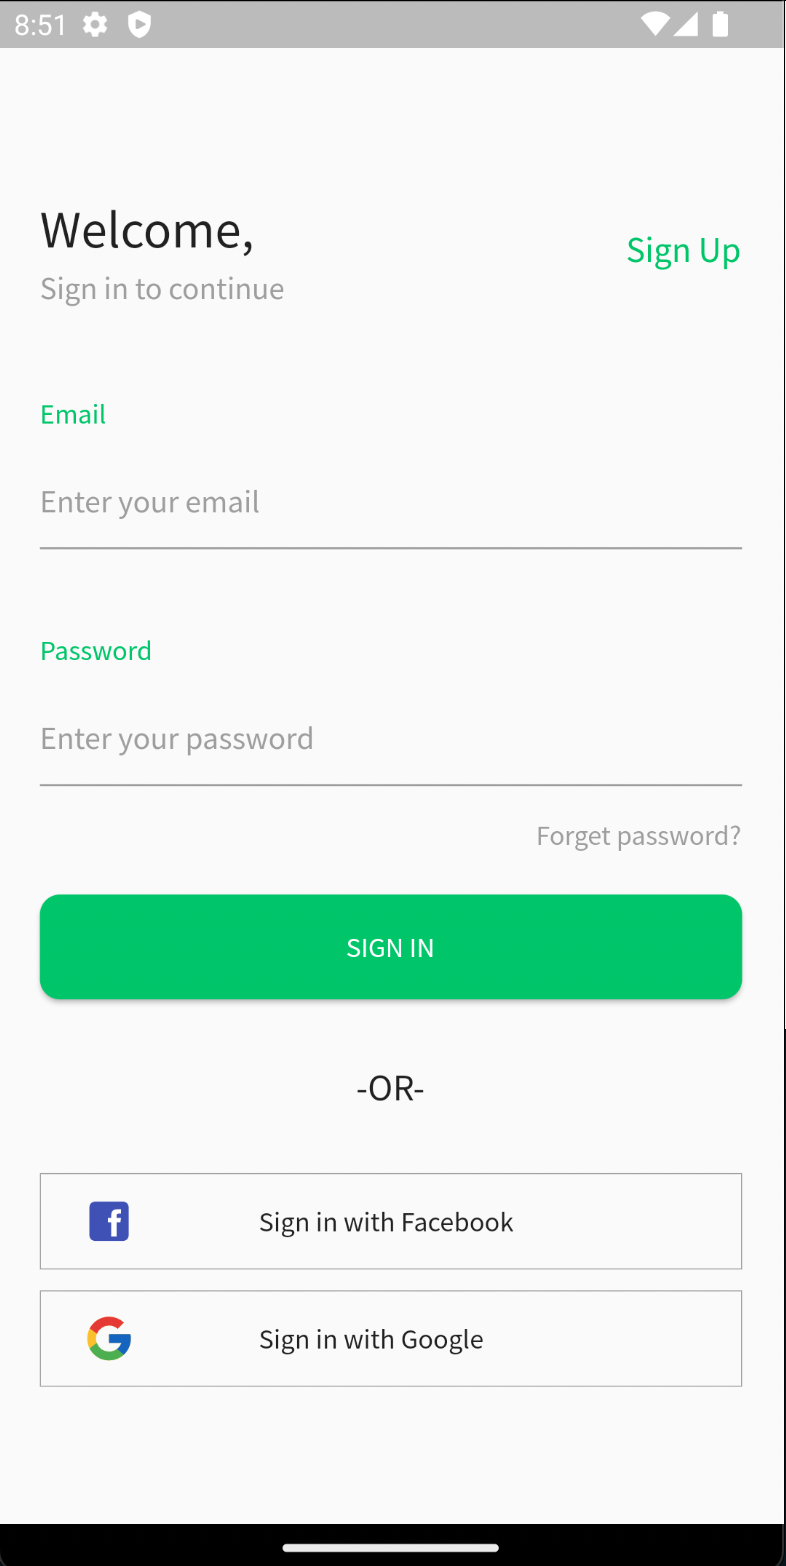 8:51
Welcome,
Sign Up
Sign in to continue
Email
Enter your email
Password
Enter your password
Forget password?
SIGN IN
-OR-
Sign in with Facebook
Sign in with Google